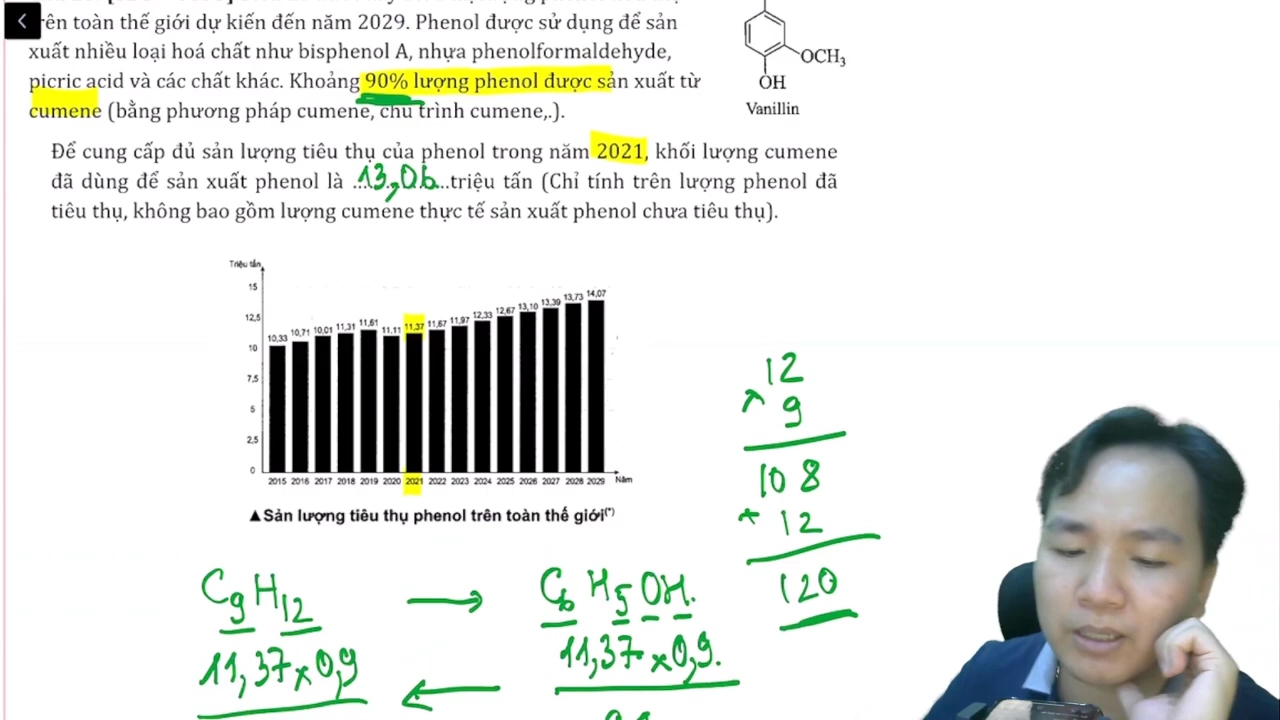 trên toàn thế giới dự kiến đến năm 2029. Phenol được sử dụng để sản
xuất nhiều loại hoá chất như bisphenol A, nhựa phenolformaldehyde,
picric acid và các chất khác. Khoảng 90% lượng phenol được sản xuất từ
cumene (bằng phương pháp cumene, chu trình cumene,.).
OCH3
OH
Vanillin
Để cung cấp đủ sản lượng tiêu thụ của phenol trong năm 2021, khối lượng cumene
đã dùng để sản xuất phenol là ...13,06...triệu tấn (Chỉ tính trên lượng phenol đã
tiêu thụ, không bao gồm lượng cumene thực tế sản xuất phenol chưa tiêu thụ).
Triệu tấn
15
12,5
10
7,5
5
2,5
0
10,33 10,71 10,01 11,31 11,61 11,11 11,37 11,67 11,97 12,33 12,67 13,10 13,39 13,73 14,07
2015 2016 2017 2018 2019 2020 2021 2022 2023 2024 2025 2026 2027 2028 2029 Năm
▲Sản lượng tiêu thụ phenol trên toàn thế giới(*)
12
× 9
108
+ 12
120
C9H12 → C6H5OH.
11,37×0,9 ← 11,37×0,9.